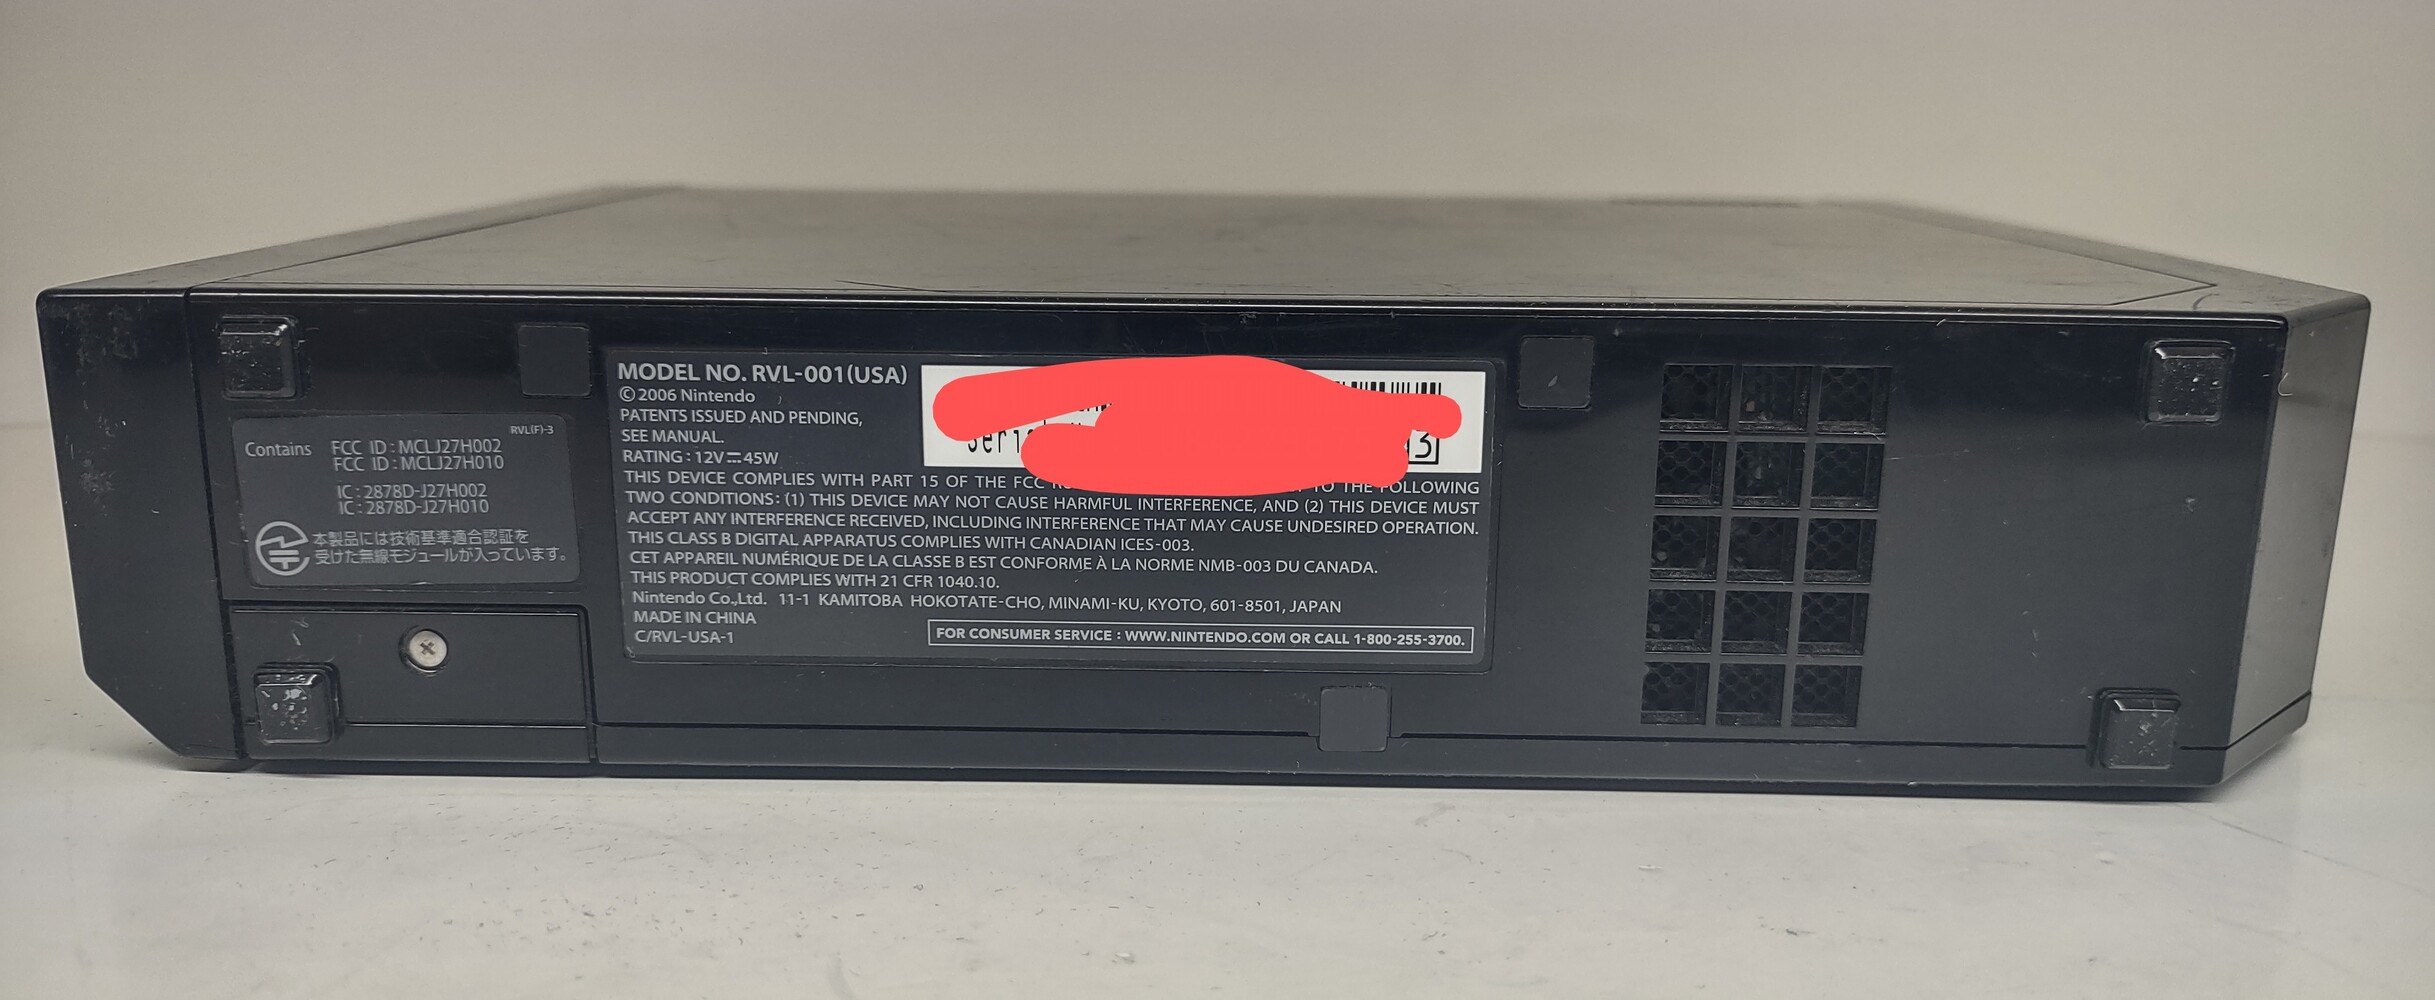 RVL(F)-3
Contains FCC ID : MCLJ27H002
FCC ID : MCLJ27H010
IC : 2878D-J27H002
IC : 2878D-J27H010
本製品には技術基準適合認証を
受けた無線モジュールが入っています。
MODEL NO. RVL-001(USA)
© 2006 Nintendo
PATENTS ISSUED AND PENDING,
SEE MANUAL.
RATING : 12V⎓45W
3
THIS DEVICE COMPLIES WITH PART 15 OF THE FCC TO THE FOLLOWING
TWO CONDITIONS: (1) THIS DEVICE MAY NOT CAUSE HARMFUL INTERFERENCE, AND (2) THIS DEVICE MUST
ACCEPT ANY INTERFERENCE RECEIVED, INCLUDING INTERFERENCE THAT MAY CAUSE UNDESIRED OPERATION.
THIS CLASS B DIGITAL APPARATUS COMPLIES WITH CANADIAN ICES-003.
CET APPAREIL NUMÉRIQUE DE LA CLASSE B EST CONFORME À LA NORME NMB-003 DU CANADA.
THIS PRODUCT COMPLIES WITH 21 CFR 1040.10.
Nintendo Co.,Ltd. 11-1 KAMITOBA HOKOTATE-CHO, MINAMI-KU, KYOTO, 601-8501, JAPAN
MADE IN CHINA
C/RVL-USA-1
FOR CONSUMER SERVICE : WWW.NINTENDO.COM OR CALL 1-800-255-3700.